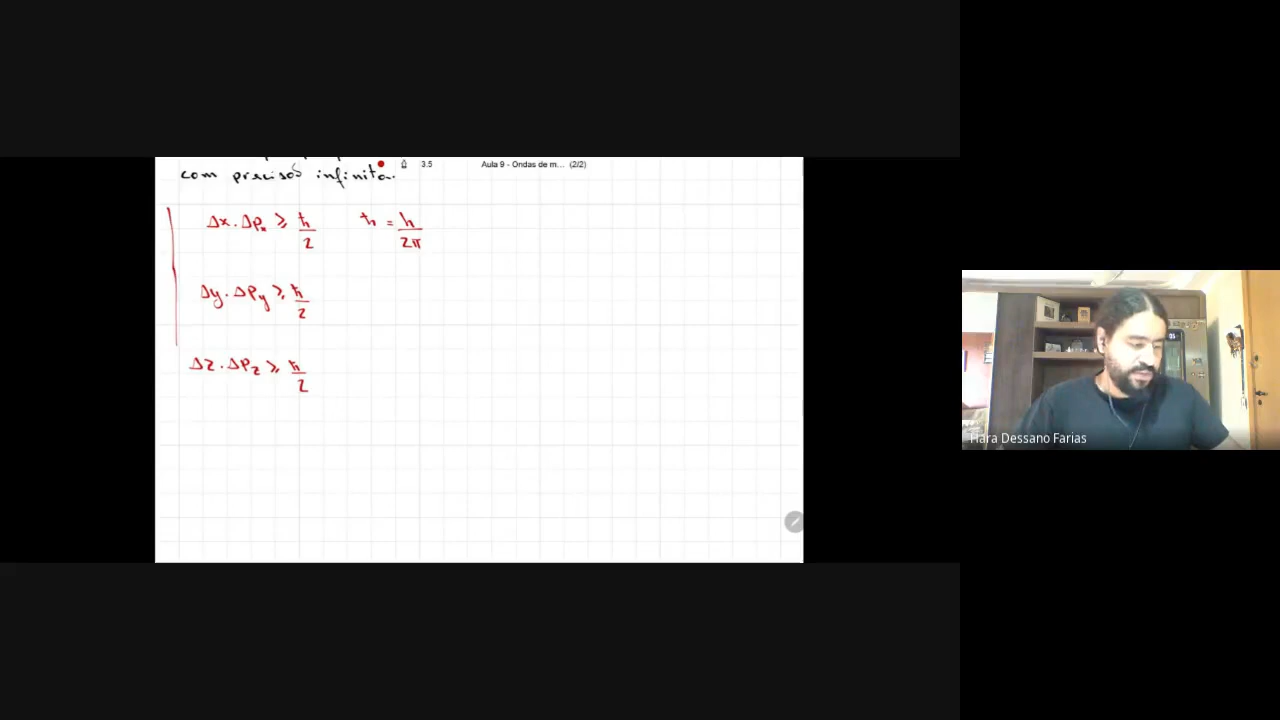 3.5 Aula 9 - Ondas de m... (2/2)
com precisão infinita.
Δx . Δpx ≥ ħ/2 ħ = h/2π
Δy . Δpy ≥ ħ/2
Δz . Δpz ≥ ħ/2
Hara Dessano Farias